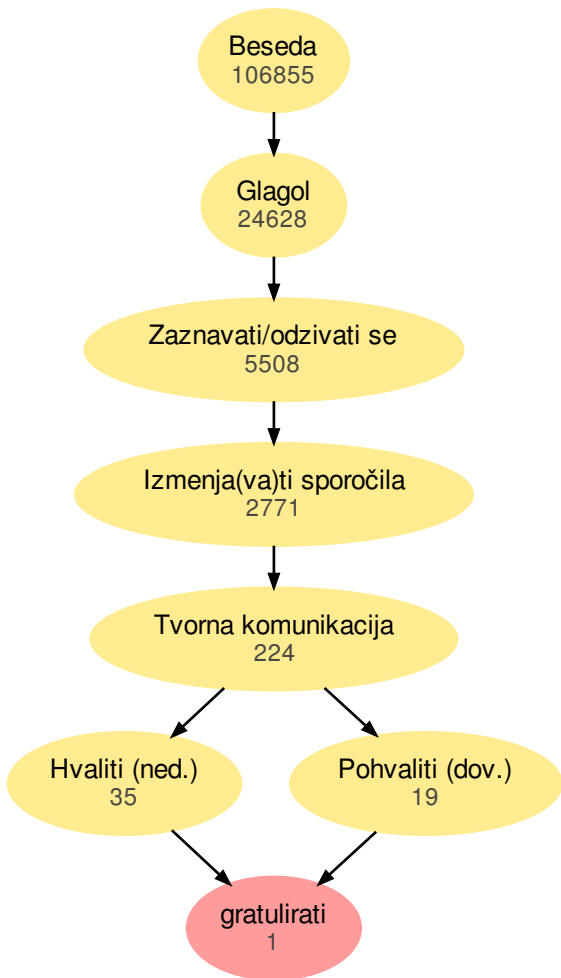 Beseda
106855
Glagol
24628
Zaznavati/odzivati se
5508
Izmenja(va)ti sporočila
2771
Tvorna komunikacija
224
Hvaliti (ned.)
35
Pohvaliti (dov.)
19
gratulirati
1